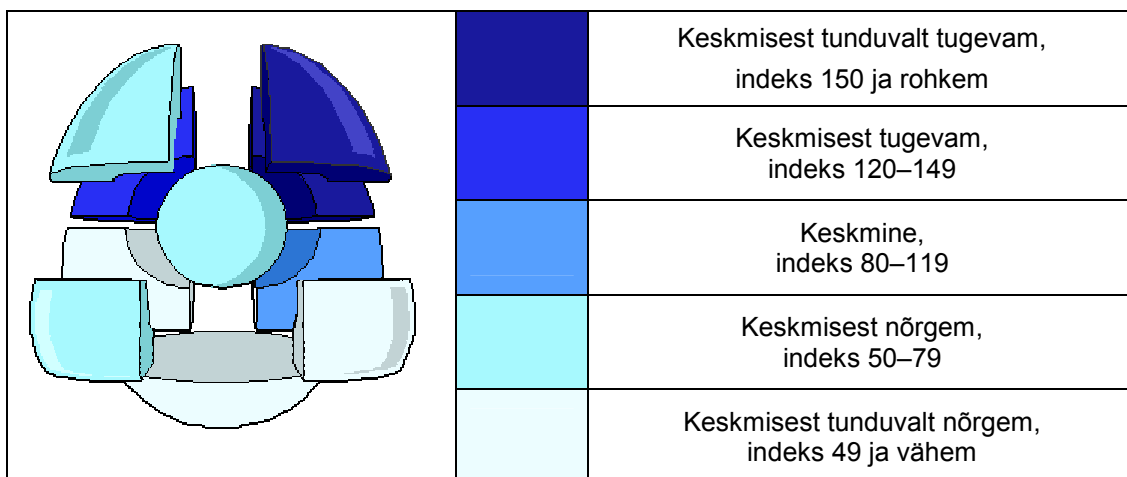 Keskmisest tunduvalt tugevam,
indeks 150 ja rohkem
Keskmisest tugevam,
indeks 120–149
Keskmine,
indeks 80–119
Keskmisest nõrgem,
indeks 50–79
Keskmisest tunduvalt nõrgem,
indeks 49 ja vähem